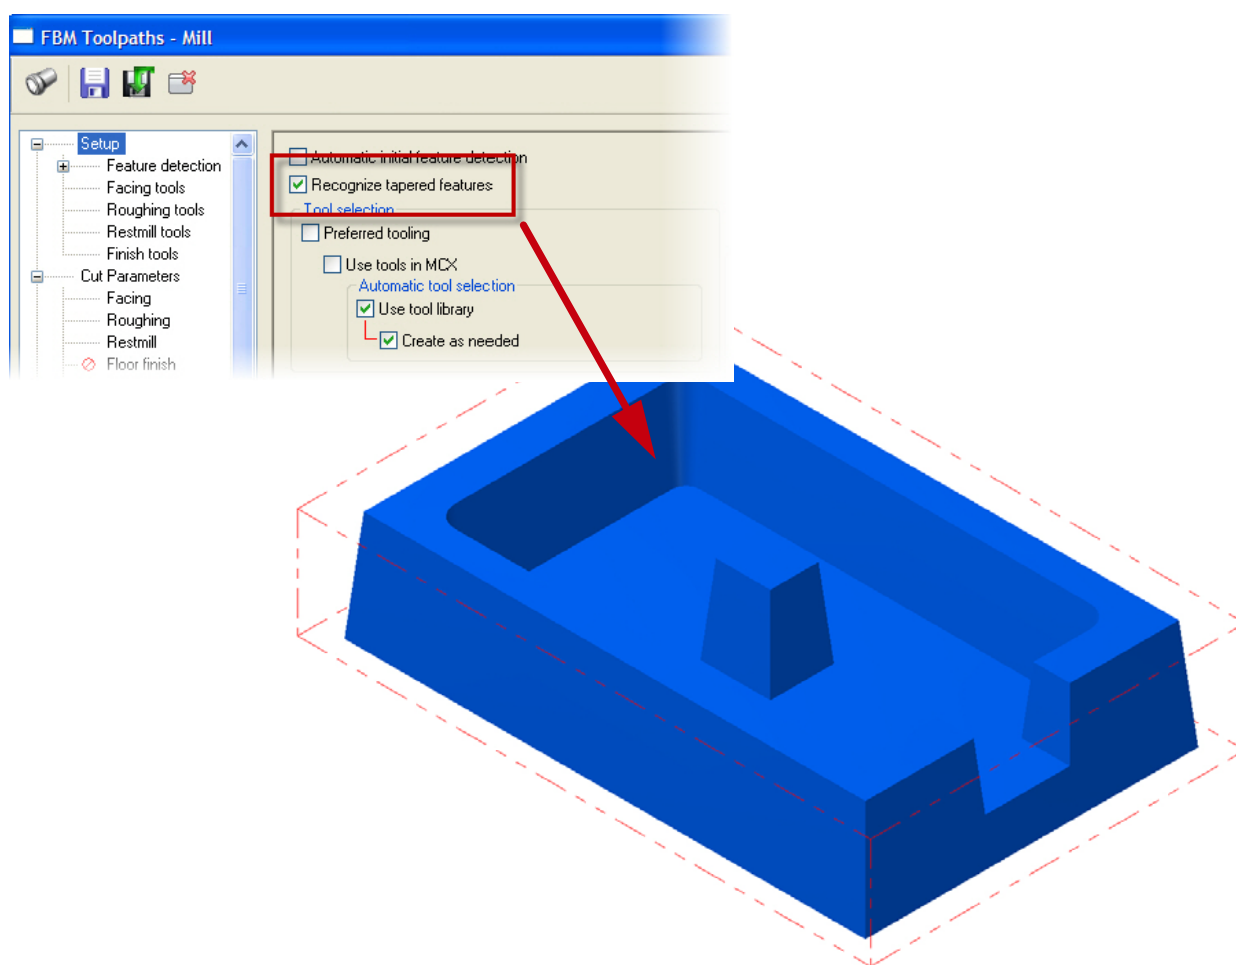 FBM Toolpaths - Mill
Setup
Feature detection
Facing tools
Roughing tools
Restmill tools
Finish tools
Cut Parameters
Facing
Roughing
Restmill
Floor finish
Automatic initial feature detection
Recognize tapered features
Tool selection
Preferred tooling
Use tools in MCX
Automatic tool selection
Use tool library
Create as needed